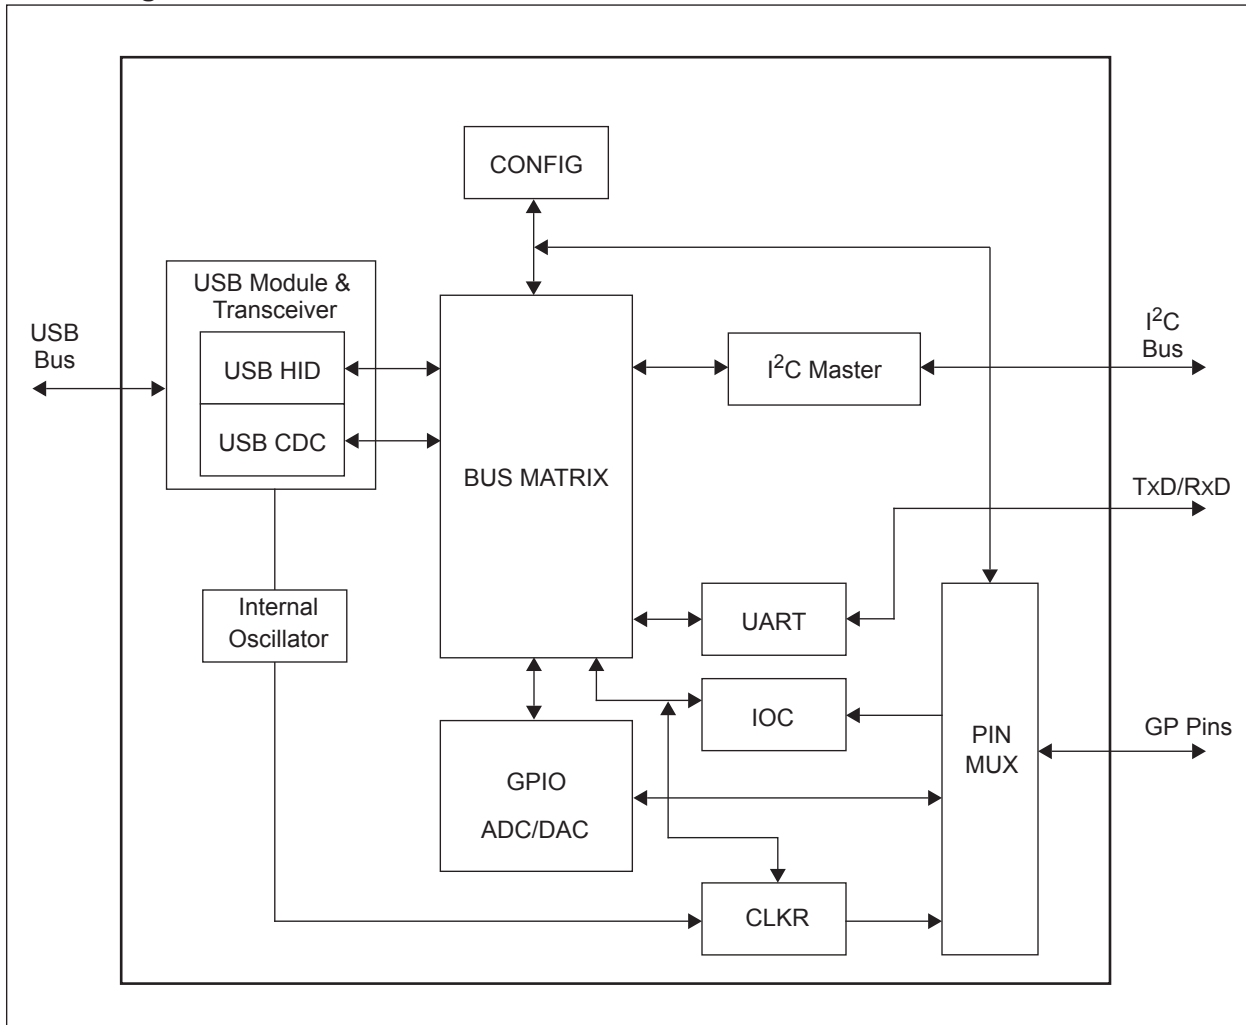 CONFIG
USB Module &
Transceiver
USB
Bus
USB HID
USB CDC
BUS MATRIX
I²C Master
I²C
Bus
TxD/RxD
Internal
Oscillator
UART
IOC
PIN
MUX
GP Pins
GPIO
ADC/DAC
CLKR